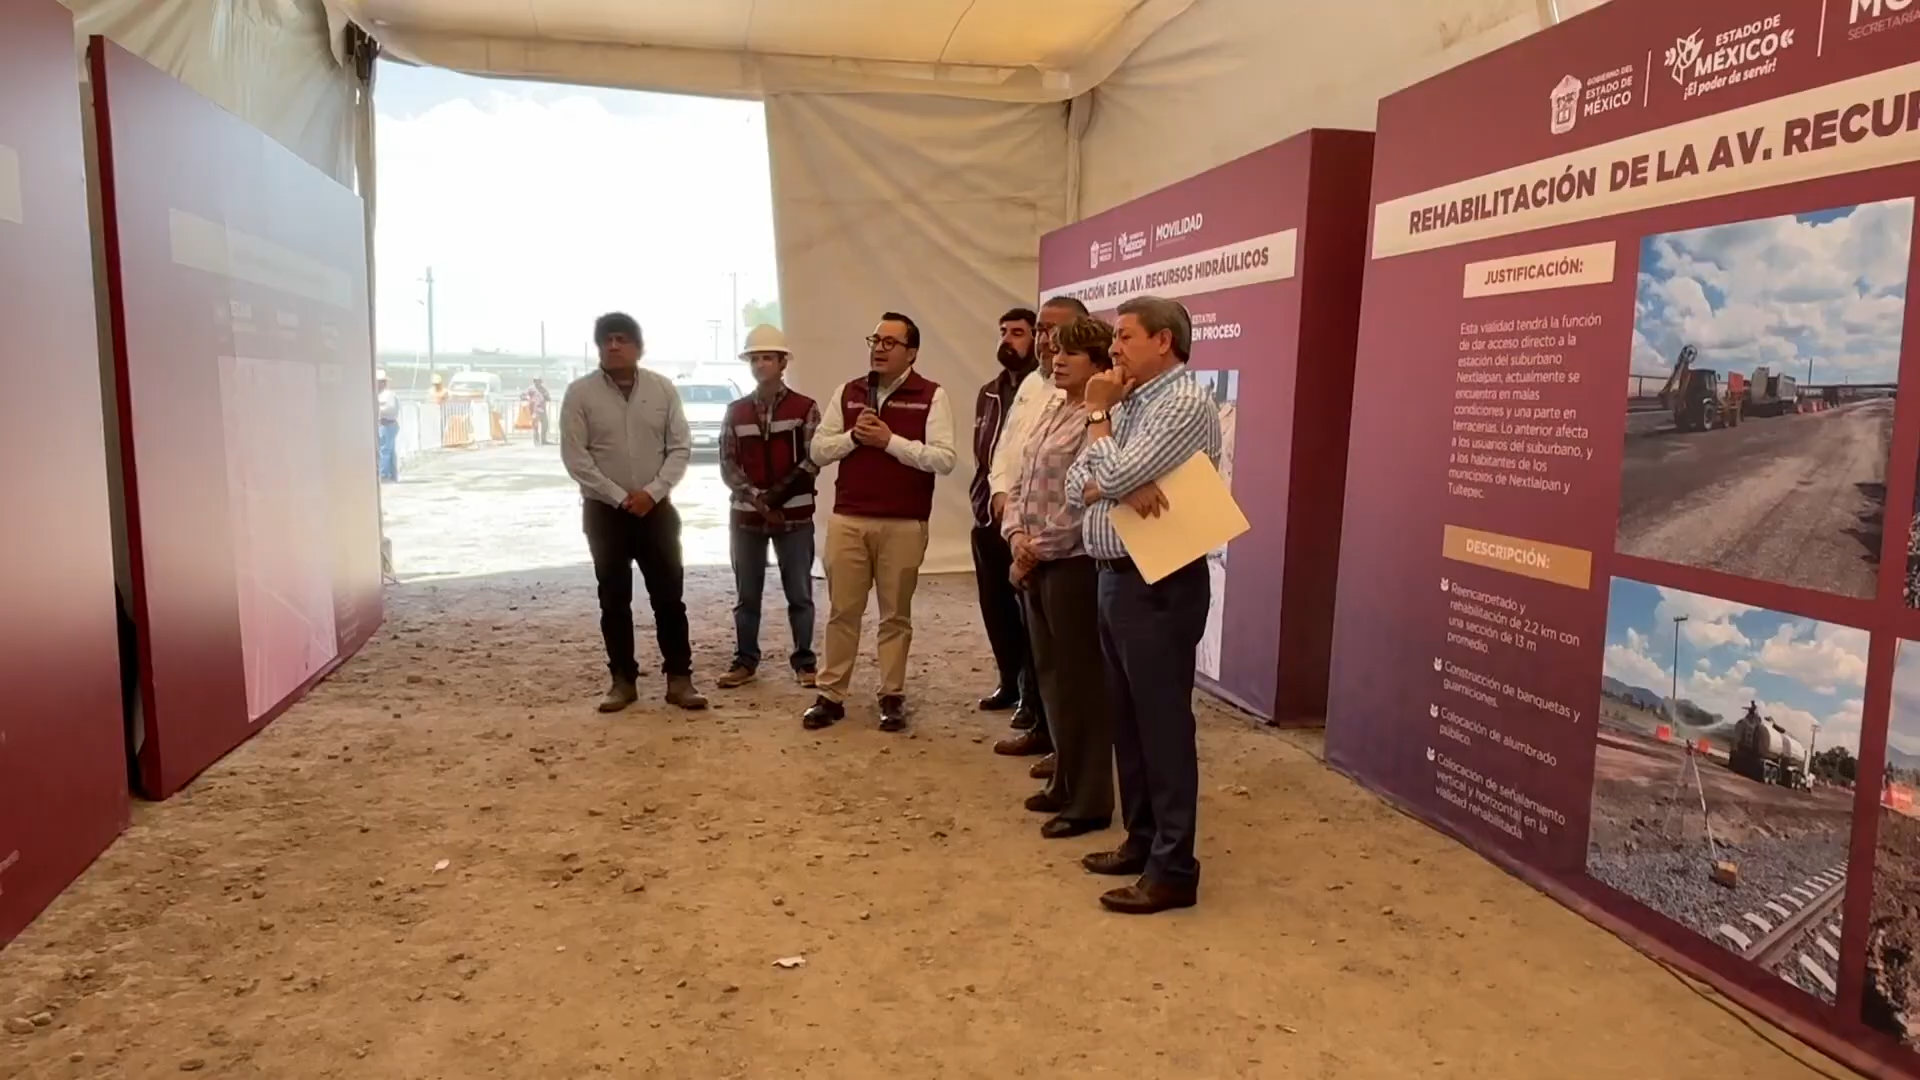 MOVILIDAD
GOBIERNO DEL
ESTADO DE
MÉXICO
ESTADO DE
MÉXICO
¡El poder de servir!
REHABILITACIÓN DE LA AV. RECUR
JUSTIFICACIÓN:
Esta vialidad tendrá la función
de dar acceso directo a la
estación del suburbano
Nextlalpan, actualmente se
encuentra en malas
condiciones y una parte en
terracerías. Lo anterior afecta
a los usuarios del suburbano, y
a los habitantes de los
municipios de Nextlalpan y
Tultepec.
DESCRIPCIÓN:
Reencarpetado y
rehabilitación de 2.2 km con
una sección de 13 m
promedio.
Construcción de banquetas y
guarniciones.
Colocación de alumbrado
público.
Colocación de señalamiento
vertical y horizontal en la
vialidad rehabilitada.
ITACIÓN DE LA AV. RECURSOS HIDRÁULICOS
ESTATUS
EN PROCESO